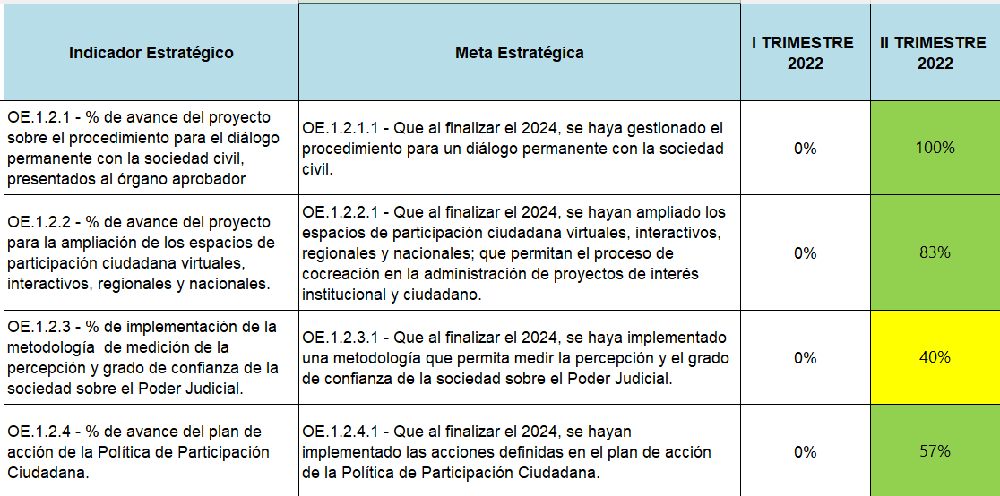 Indicador Estratégico
Meta Estratégica
I TRIMESTRE
2022
II TRIMESTRE
2022
OE.1.2.1 - % de avance del proyecto
sobre el procedimiento para el diálogo
permanente con la sociedad civil,
presentados al órgano aprobador
OE.1.2.1.1 - Que al finalizar el 2024, se haya gestionado el
procedimiento para un diálogo permanente con la sociedad
civil.
0%
100%
OE.1.2.2 - % de avance del proyecto
para la ampliación de los espacios de
participación ciudadana virtuales,
interactivos, regionales y nacionales.
OE.1.2.2.1 - Que al finalizar el 2024, se hayan ampliado los
espacios de participación ciudadana virtuales, interactivos,
regionales y nacionales; que permitan el proceso de
cocreación en la administración de proyectos de interés
institucional y ciudadano.
0%
83%
OE.1.2.3 - % de implementación de la
metodología  de medición de la
percepción y grado de confianza de la
sociedad sobre el Poder Judicial.
OE.1.2.3.1 - Que al finalizar el 2024, se haya implementado
una metodología que permita medir la percepción y el grado
de confianza de la sociedad sobre el Poder Judicial.
0%
40%
OE.1.2.4 - % de avance del plan de
acción de la Política de Participación
Ciudadana.
OE.1.2.4.1 - Que al finalizar el 2024, se hayan
implementado las acciones definidas en el plan de acción
de la Política de Participación Ciudadana.
0%
57%